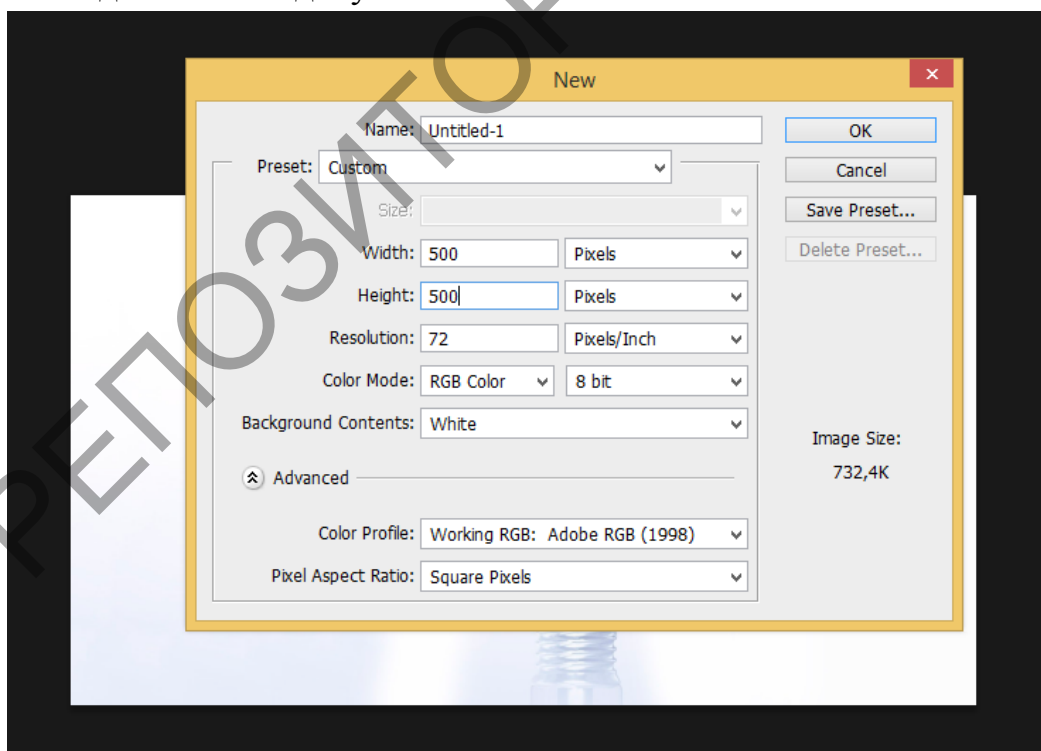 New
Name: Untitled-1
OK
Preset: Custom
Cancel
Size:
Save Preset...
Width: 500 Pixels
Delete Preset...
Height: 500 Pixels
Resolution: 72 Pixels/Inch
Color Mode: RGB Color 8 bit
Background Contents: White
Image Size:
732,4K
Advanced
Color Profile: Working RGB: Adobe RGB (1998)
Pixel Aspect Ratio: Square Pixels
РЕПОЗИТОР